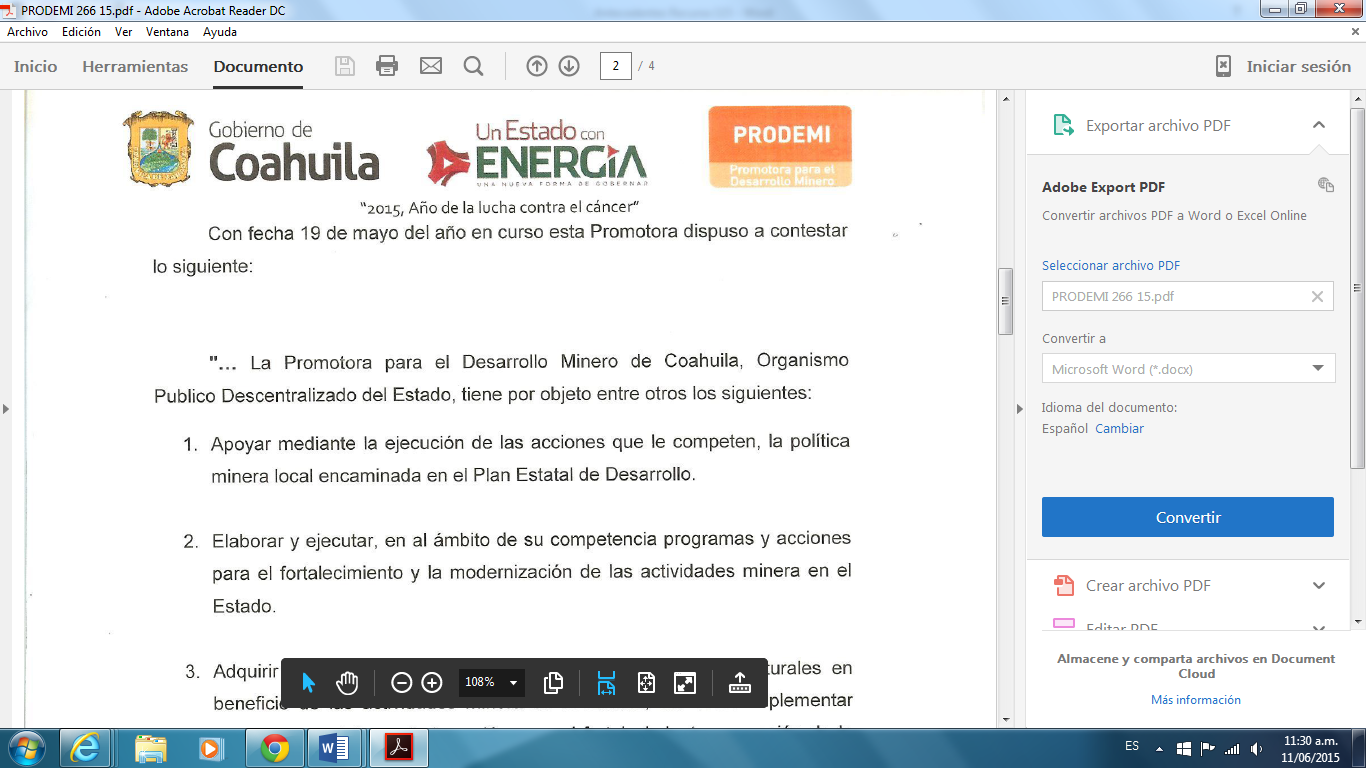 PRODEMI 266 15.pdf - Adobe Acrobat Reader DC
Archivo Edición Ver Ventana Ayuda
Inicio Herramientas Documento 2 / 4 Iniciar sesión
Gobierno de
Coahuila
Un Estado con
ENERGÍA
UNA NUEVA FORMA DE GOBERNAR
PRODEMI
Promotora para el
Desarrollo Minero
"2015, Año de la lucha contra el cáncer"
Con fecha 19 de mayo del año en curso esta Promotora dispuso a contestar
lo siguiente:
"... La Promotora para el Desarrollo Minero de Coahuila, Organismo
Publico Descentralizado del Estado, tiene por objeto entre otros los siguientes:
1. Apoyar mediante la ejecución de las acciones que le competen, la política
minera local encaminada en el Plan Estatal de Desarrollo.
2. Elaborar y ejecutar, en al ámbito de su competencia programas y acciones
para el fortalecimiento y la modernización de las actividades minera en el
Estado.
3. Adquirir urales en
benefici plementar
108%
Exportar archivo PDF
Adobe Export PDF
Convertir archivos PDF a Word o Excel Online
Seleccionar archivo PDF
PRODEMI 266 15.pdf
Convertir a
Microsoft Word (*.docx)
Idioma del documento:
Español Cambiar
Convertir
Crear archivo PDF
Editar PDF
Almacene y comparta archivos en Document
Cloud
Más información
ES
11:30 a.m.
11/06/2015